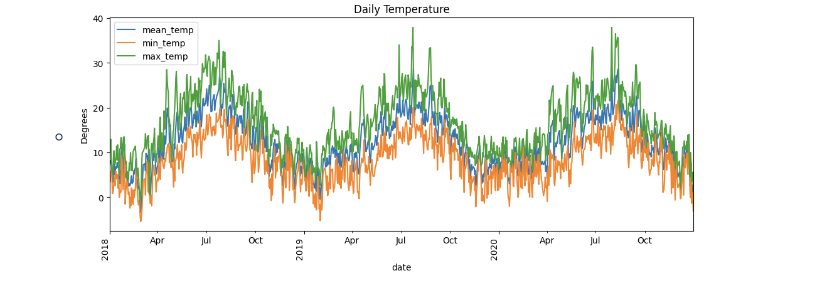 Daily Temperature
40
30
20
10
0
Degrees
mean_temp
min_temp
max_temp
2018
Apr
Jul
Oct
2019
Apr
Jul
Oct
2020
Apr
Jul
Oct
date